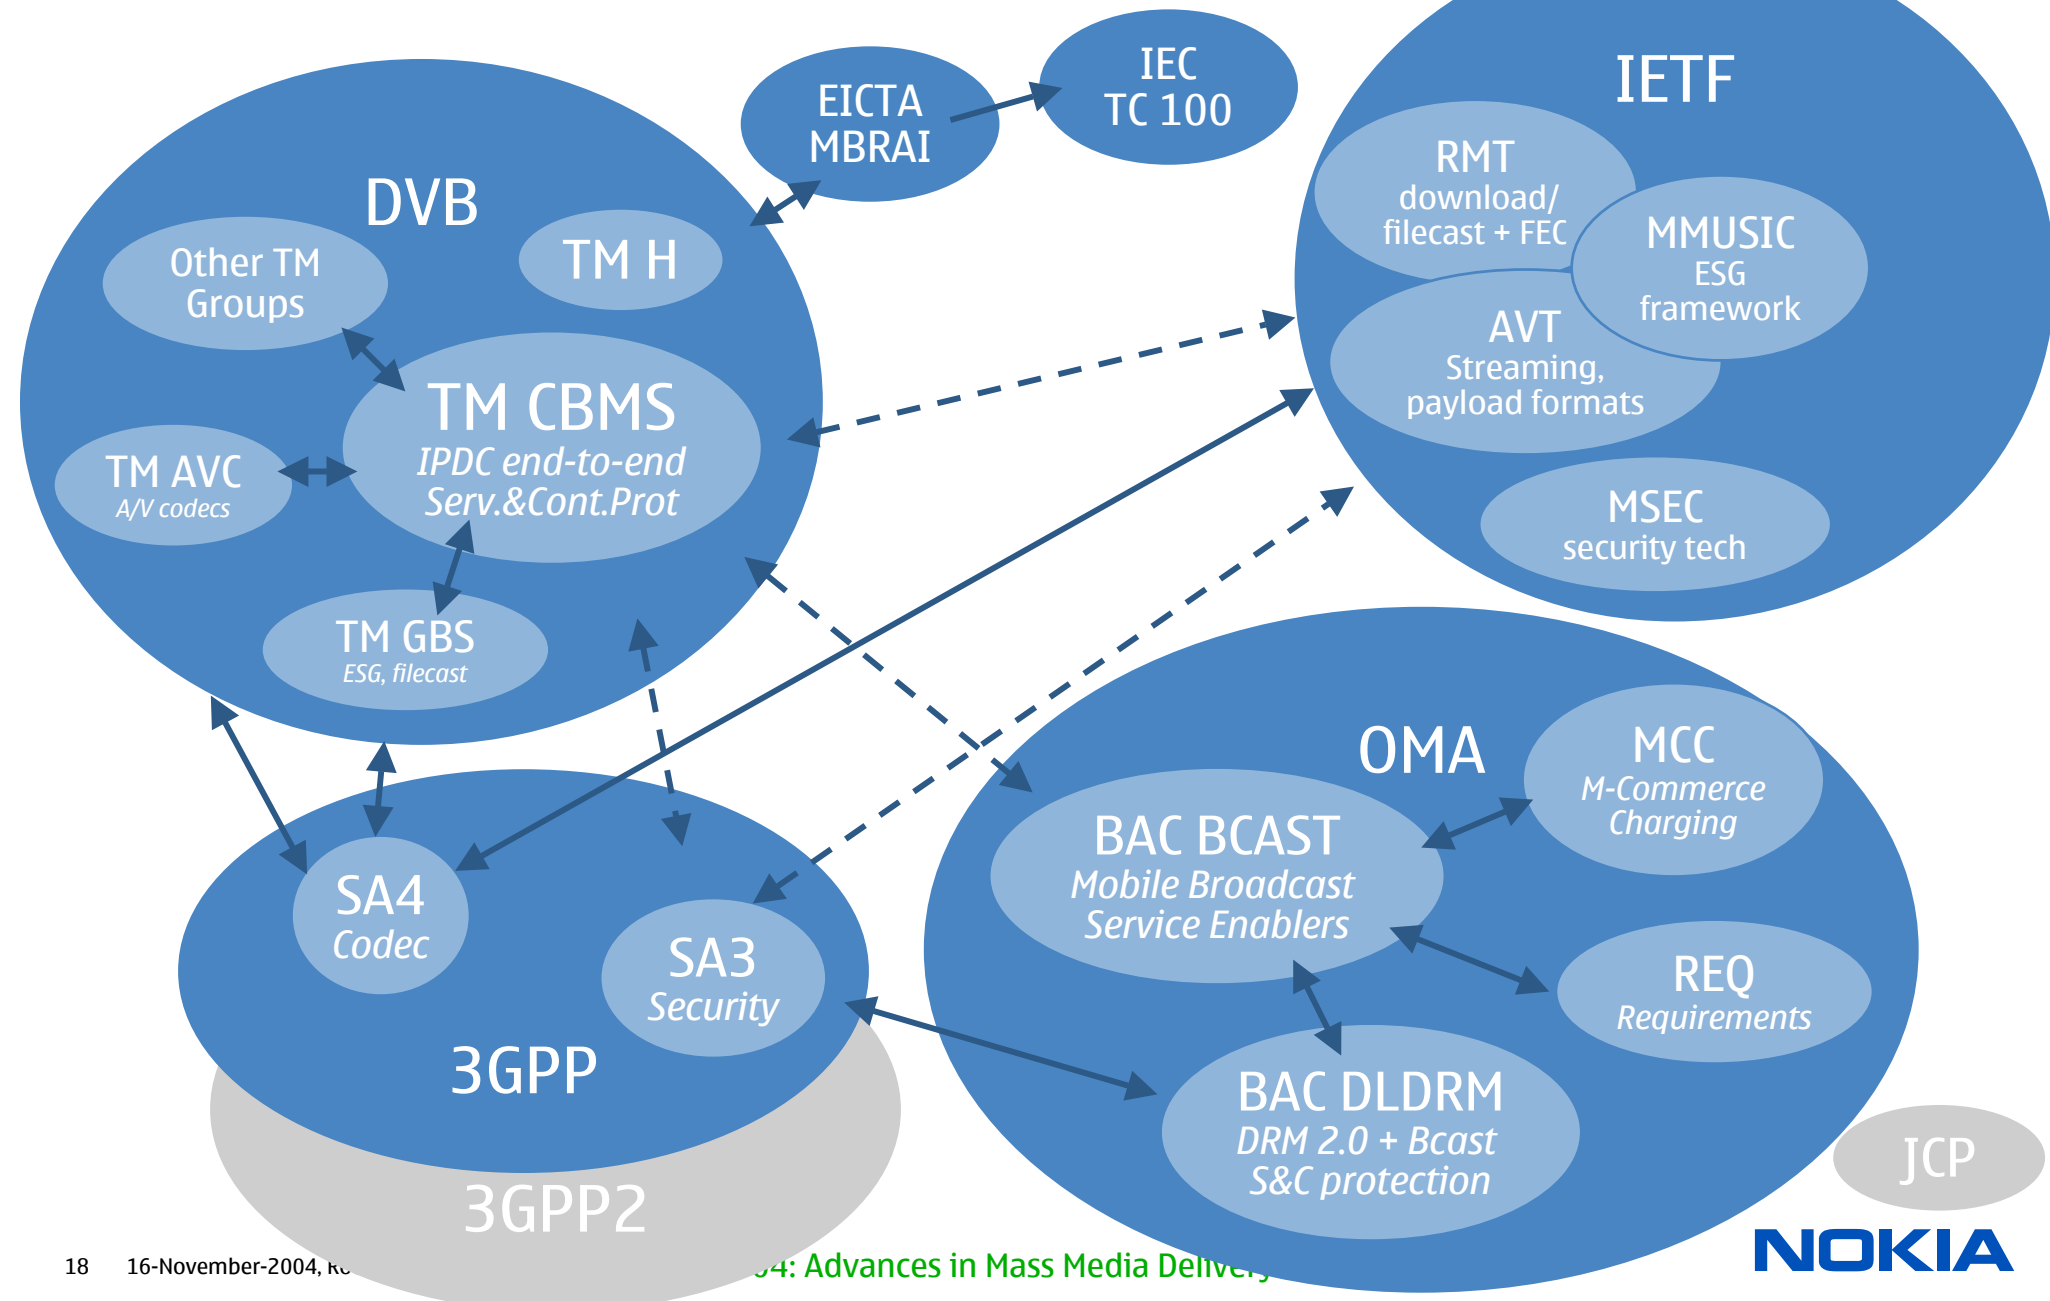 EICTA
MBRAI
IEC
TC 100
IETF
RMT
download/
filecast + FEC
MMUSIC
ESG
framework
AVT
Streaming,
payload formats
MSEC
security tech
DVB
Other TM
Groups
TM H
TM CBMS
IPDC end-to-end
Serv.&Cont.Prot
TM AVC
A/V codecs
TM GBS
ESG, filecast
OMA
MCC
M-Commerce
Charging
BAC BCAST
Mobile Broadcast
Service Enablers
REQ
Requirements
BAC DLDRM
DRM 2.0 + Bcast
S&C protection
SA4
Codec
SA3
Security
3GPP
3GPP2
JCP
NOKIA
18 16-November-2004, : Advances in Mass Media Delivery